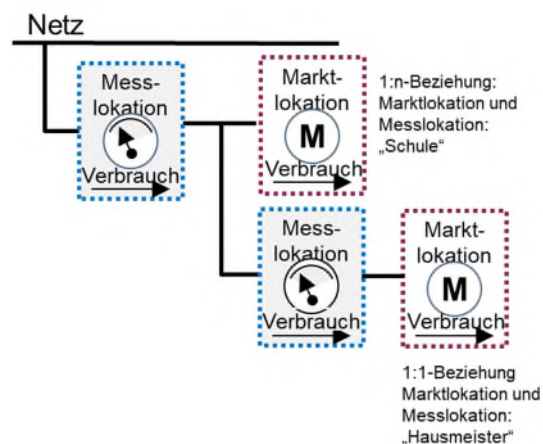 Netz
Mess-
lokation
Verbrauch
Markt-
lokation
M
Verbrauch
1:n-Beziehung:
Marktlokation und
Messlokation:
„Schule“
Mess-
lokation
Verbrauch
Markt-
lokation
M
Verbrauch
1:1-Beziehung
Marktlokation und
Messlokation:
„Hausmeister“